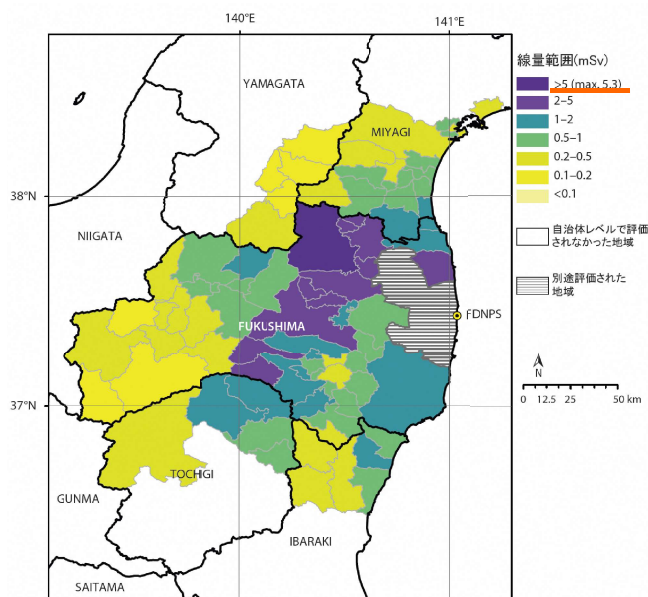 140°E
141°E
線量範囲(mSv)
>5 (max. 5.3)
2–5
1–2
0.5–1
0.2–0.5
0.1–0.2
<0.1
自治体レベルで評価
されなかった地域
別途評価された
地域
YAMAGATA
MIYAGI
38°N
NIIGATA
FUKUSHIMA
FDNPS
N
0 12.5 25 50 km
37°N
TOCHIGI
GUNMA
IBARAKI
SAITAMA